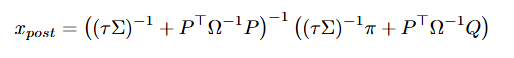 x_{post} = ((τΣ)^{-1} + P^⊤Ω^{-1}P)^{-1} ((τΣ)^{-1}π + P^⊤Ω^{-1}Q)